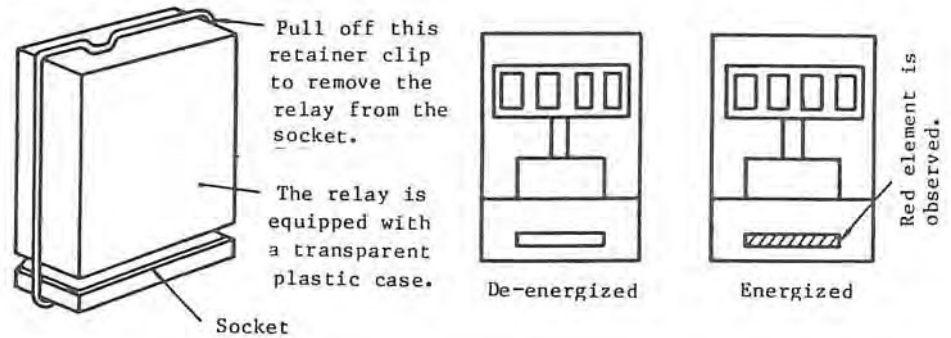 Pull off this
retainer clip
to remove the
relay from the
socket.
The relay is
equipped with
a transparent
plastic case.
Socket
De-energized
Energized
Red element is
observed.